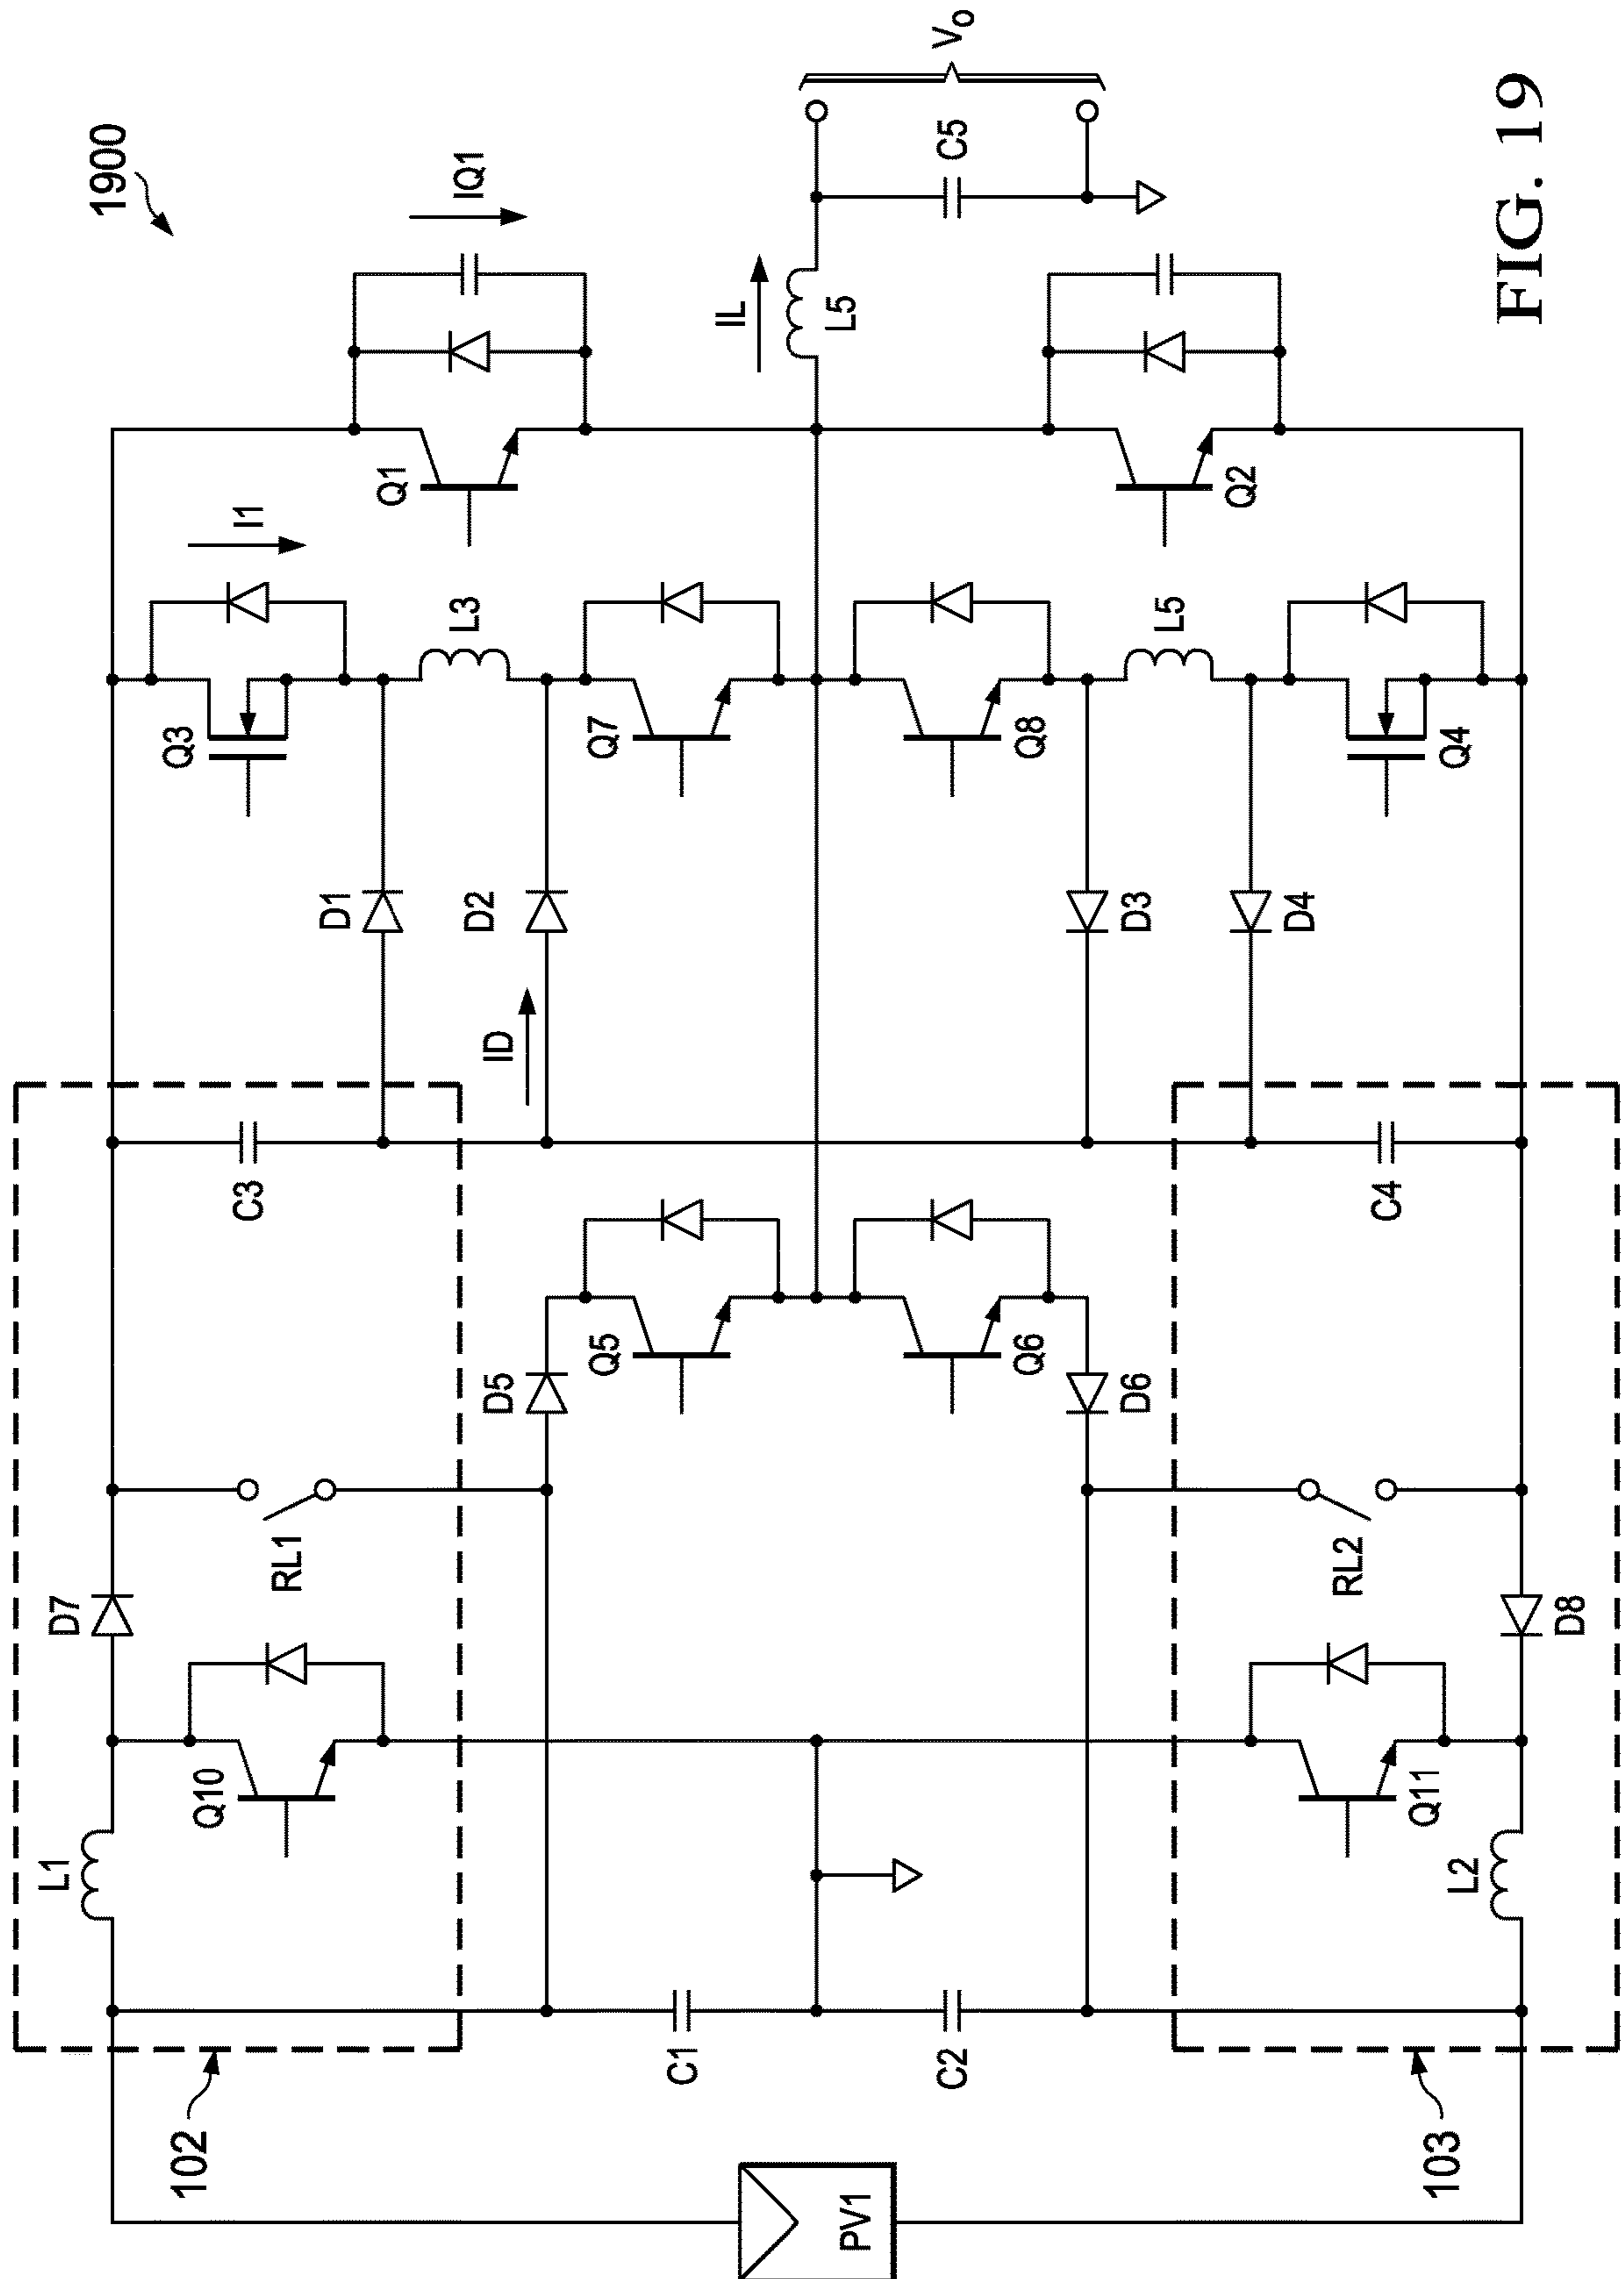 1900
102
L1
D7
Q10
RL1
C3
D1
Q3
I1
L3
Q1
IQ1
ID
D2
D5
Q5
Q7
C1
PV1
IL
L5
C5
Vo
C2
Q6
D6
Q8
D3
L5
D4
Q4
Q2
RL2
C4
Q11
L2
D8
103
FIG. 19